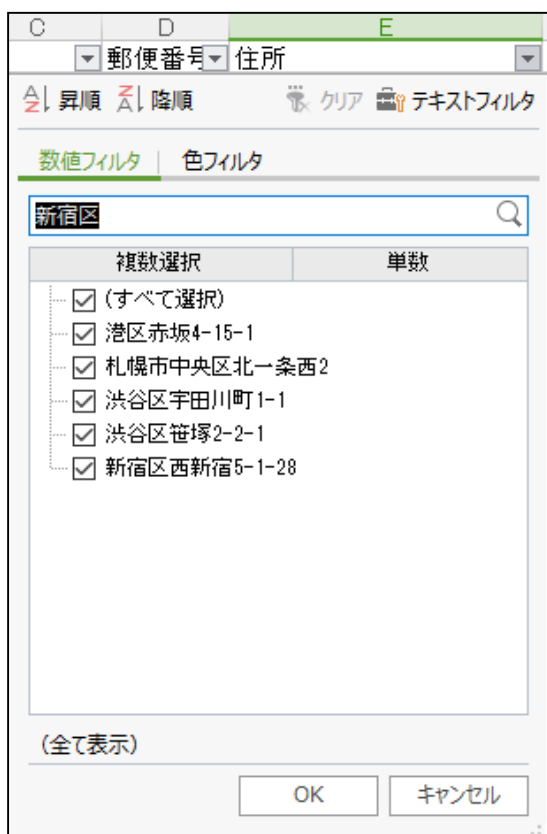 C D E
郵便番号 住所
昇順 降順 クリア テキストフィルタ
数値フィルタ 色フィルタ
新宿区
複数選択 単数
(すべて選択)
港区赤坂4-15-1
札幌市中央区北一条西2
渋谷区宇田川町1-1
渋谷区笹塚2-2-1
新宿区西新宿5-1-28
(全て表示)
OK キャンセル